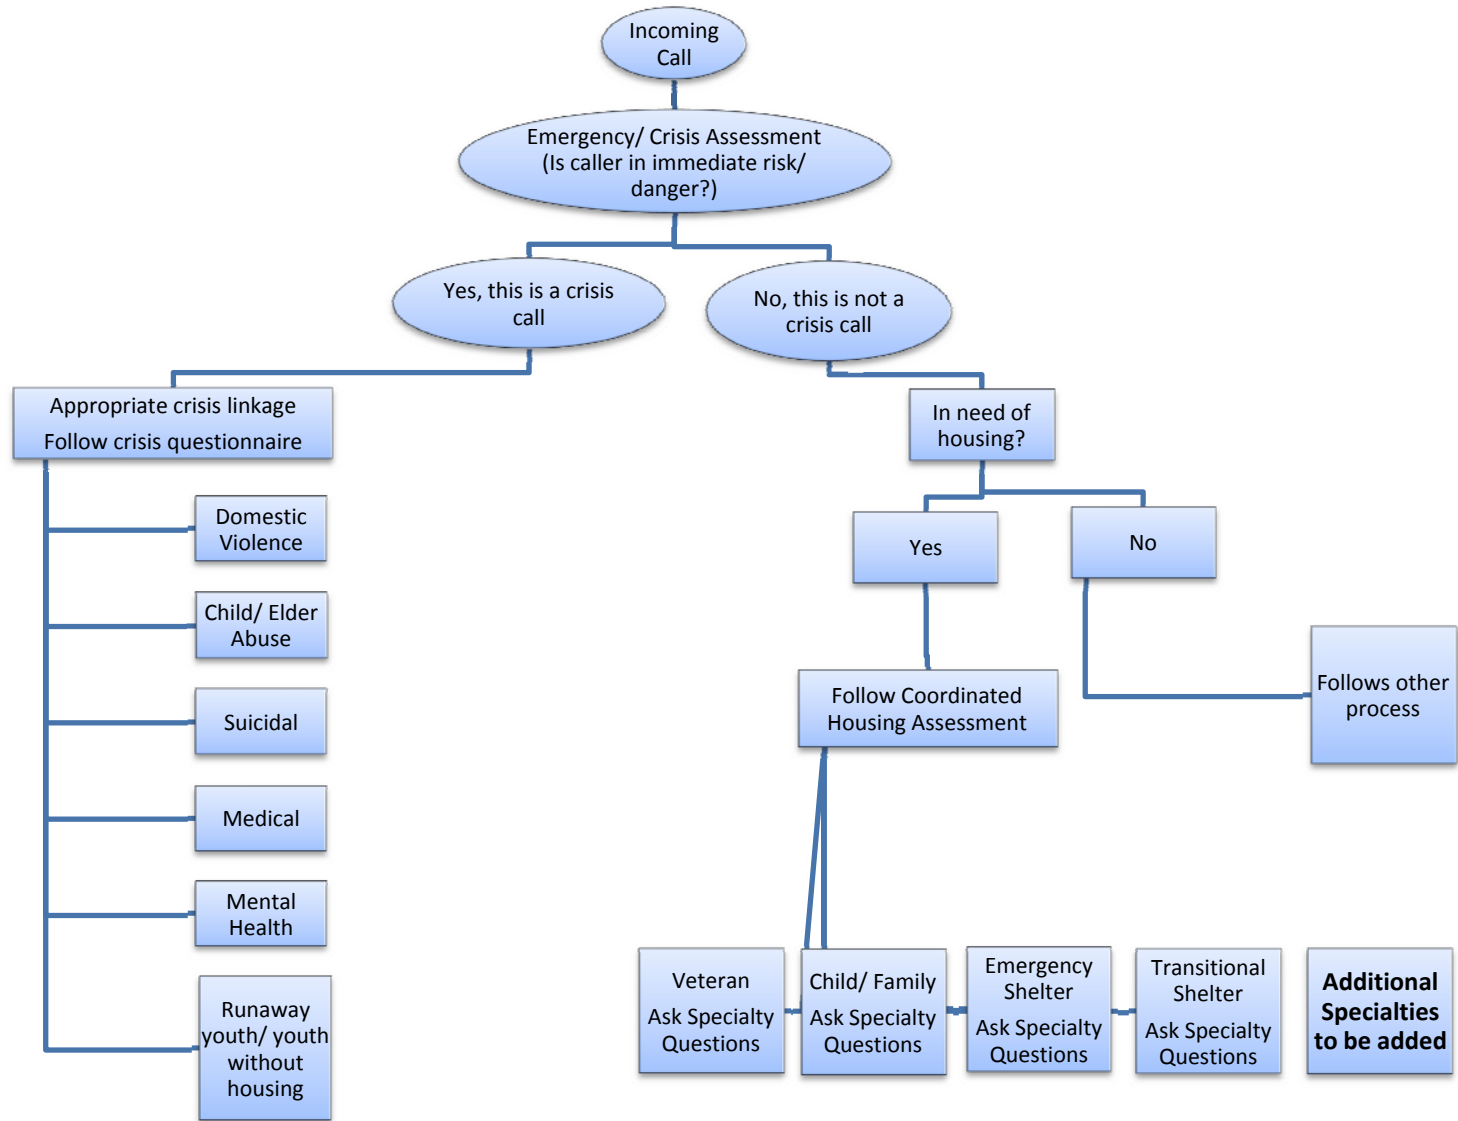 Incoming
Call
Emergency/ Crisis Assessment
(Is caller in immediate risk/
danger?)
Yes, this is a crisis
call
No, this is not a
crisis call
Appropriate crisis linkage
Follow crisis questionnaire
In need of
housing?
Domestic
Violence
Child/ Elder
Abuse
Suicidal
Medical
Mental
Health
Runaway
youth/ youth
without
housing
Yes
No
Follow Coordinated
Housing Assessment
Follows other
process
Veteran
Ask Specialty
Questions
Child/ Family
Ask Specialty
Questions
Emergency
Shelter
Ask Specialty
Questions
Transitional
Shelter
Ask Specialty
Questions
Additional
Specialties
to be added